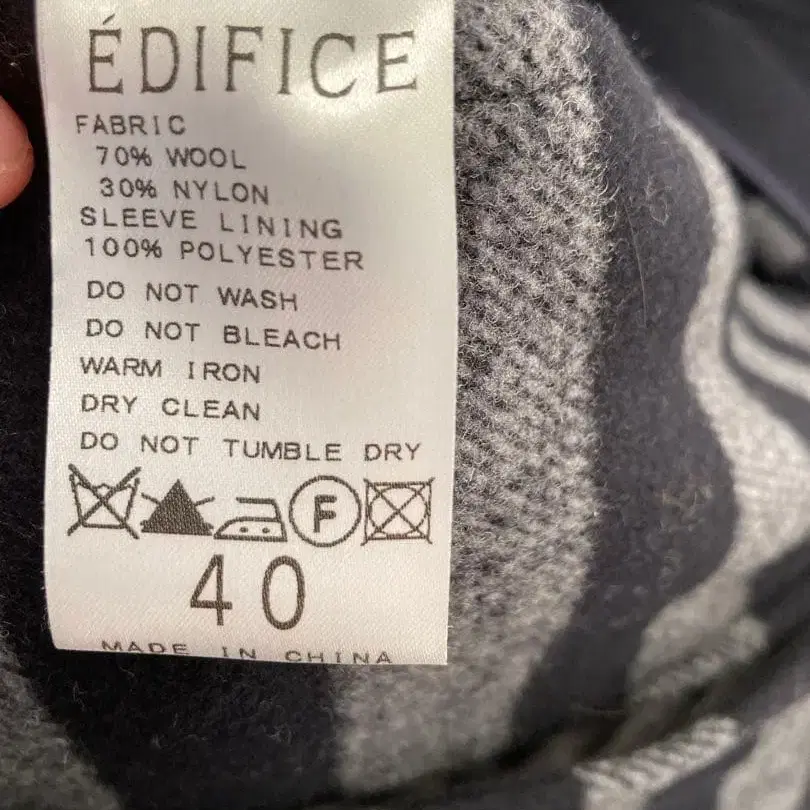 ÉDIFICE
FABRIC
70% WOOL
30% NYLON
SLEEVE LINING
100% POLYESTER
DO NOT WASH
DO NOT BLEACH
WARM IRON
DRY CLEAN
DO NOT TUMBLE DRY
F
40
MADE IN CHINA